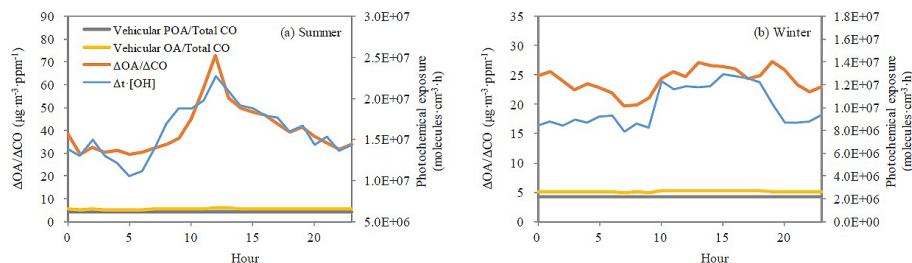 (a) Summer
Vehicular POA/Total CO
Vehicular OA/Total CO
ΔOA/ΔCO
Δt·[OH]
ΔOA/ΔCO (μg·m⁻³·ppm⁻¹)
90
80
70
60
50
40
30
20
10
0
0 5 10 15 20
Hour
3.0E+07
2.5E+07
2.0E+07
1.5E+07
1.0E+07
5.0E+06
Photochemical exposure
(molecules·cm⁻³·h)
(b) Winter
ΔOA/ΔCO (μg·m⁻³·ppm⁻¹)
35
30
25
20
15
10
5
0
0 5 10 15 20
Hour
1.8E+07
1.6E+07
1.4E+07
1.2E+07
1.0E+07
8.0E+06
6.0E+06
4.0E+06
2.0E+06
0.0E+00
Photochemical exposure
(molecules·cm⁻³·h)